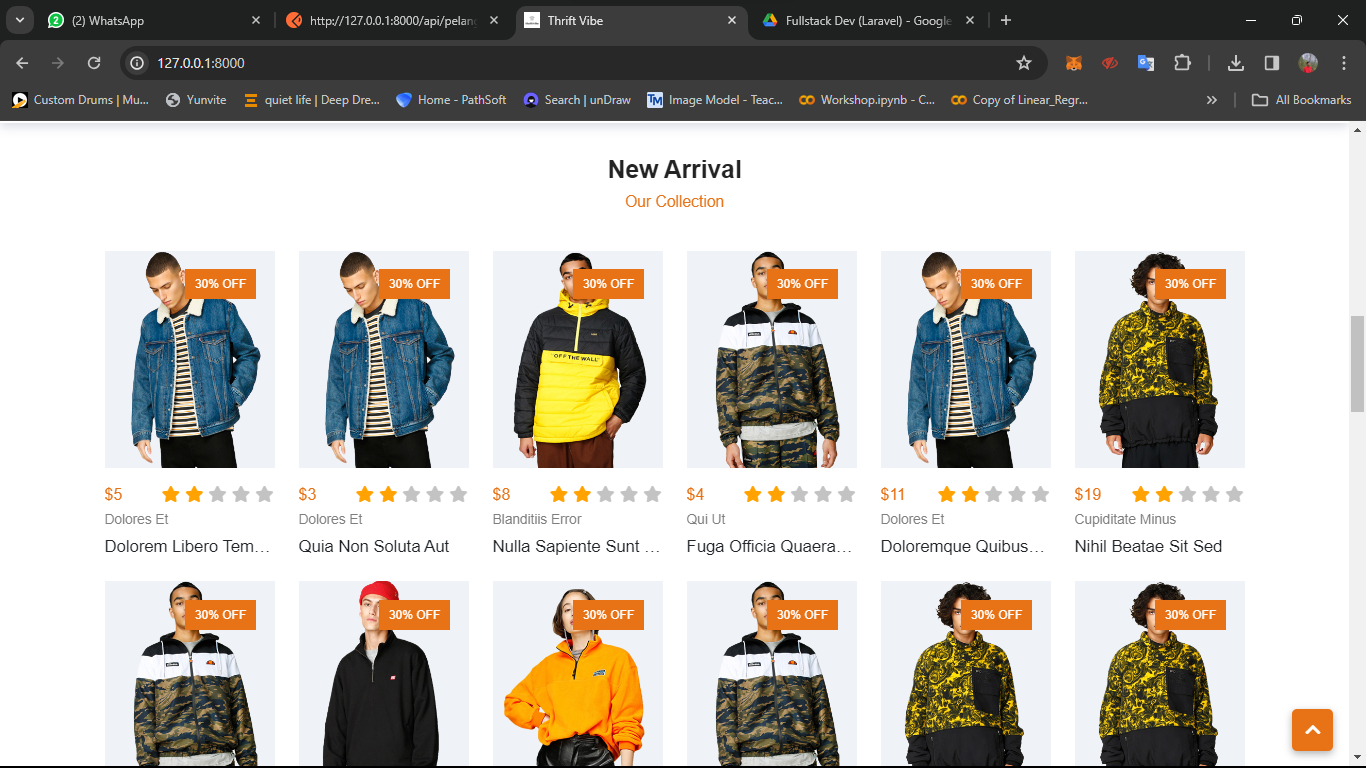 (2) WhatsApp
http://127.0.0.1:8000/api/pelan
Thrift Vibe
Fullstack Dev (Laravel) - Google
127.0.0.1:8000
Custom Drums | Mu...
Yunvite
quiet life | Deep Dre...
Home - PathSoft
Search | unDraw
TM
Image Model - Teac...
Workshop.ipynb - C...
Copy of Linear_Regr...
»
All Bookmarks
New Arrival
Our Collection
30% OFF 30% OFF 30% OFF 30% OFF 30% OFF 30% OFF
"OFF THE WALL"
$5 $3 $8 $4 $11 $19
Dolores Et Dolores Et Blanditiis Error Qui Ut Dolores Et Cupiditate Minus
Dolorem Libero Tem... Quia Non Soluta Aut Nulla Sapiente Sunt ... Fuga Officia Quaera... Doloremque Quibus... Nihil Beatae Sit Sed
30% OFF 30% OFF 30% OFF 30% OFF 30% OFF 30% OFF